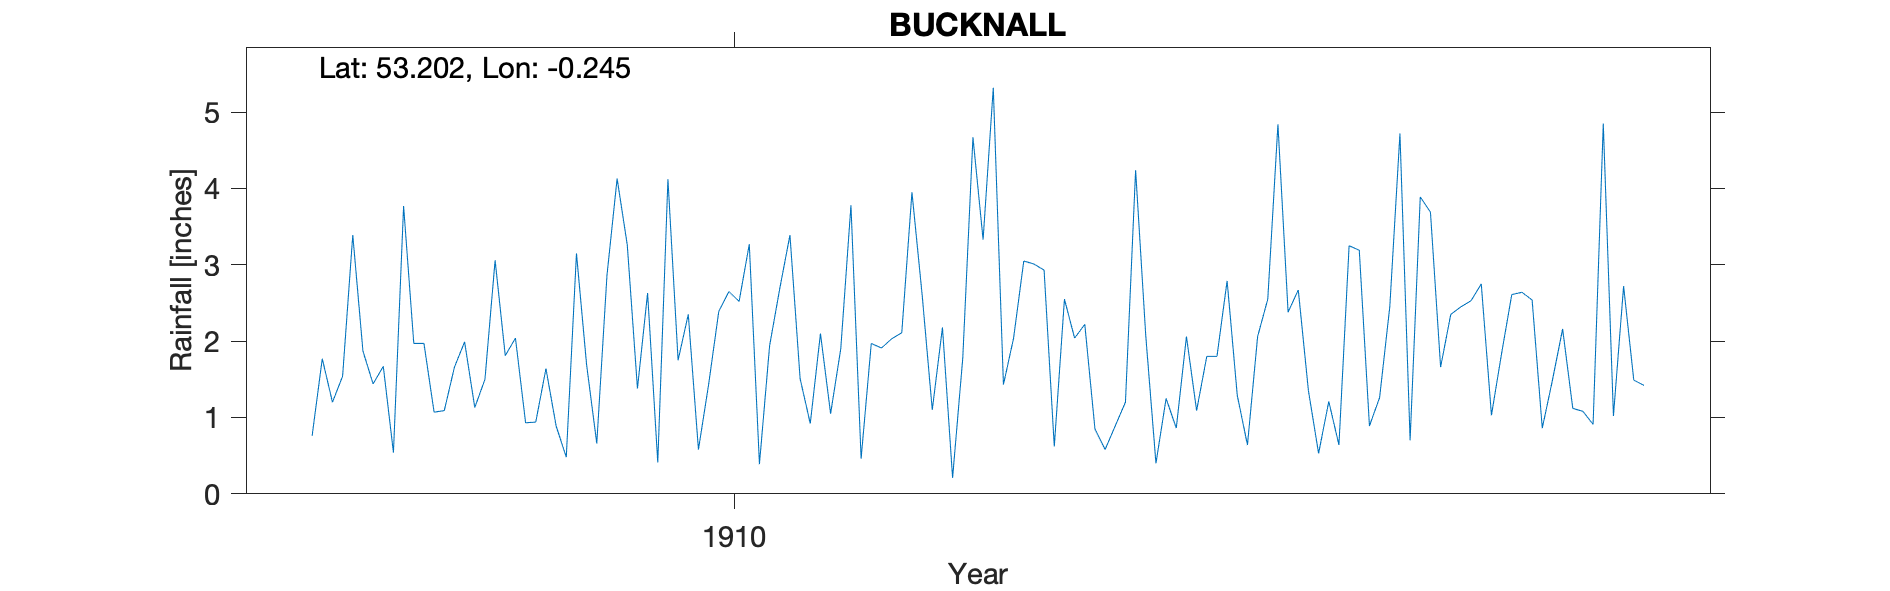 BUCKNALL
Lat: 53.202, Lon: -0.245
5
4
3
2
1
0
Rainfall [inches]
1910
Year